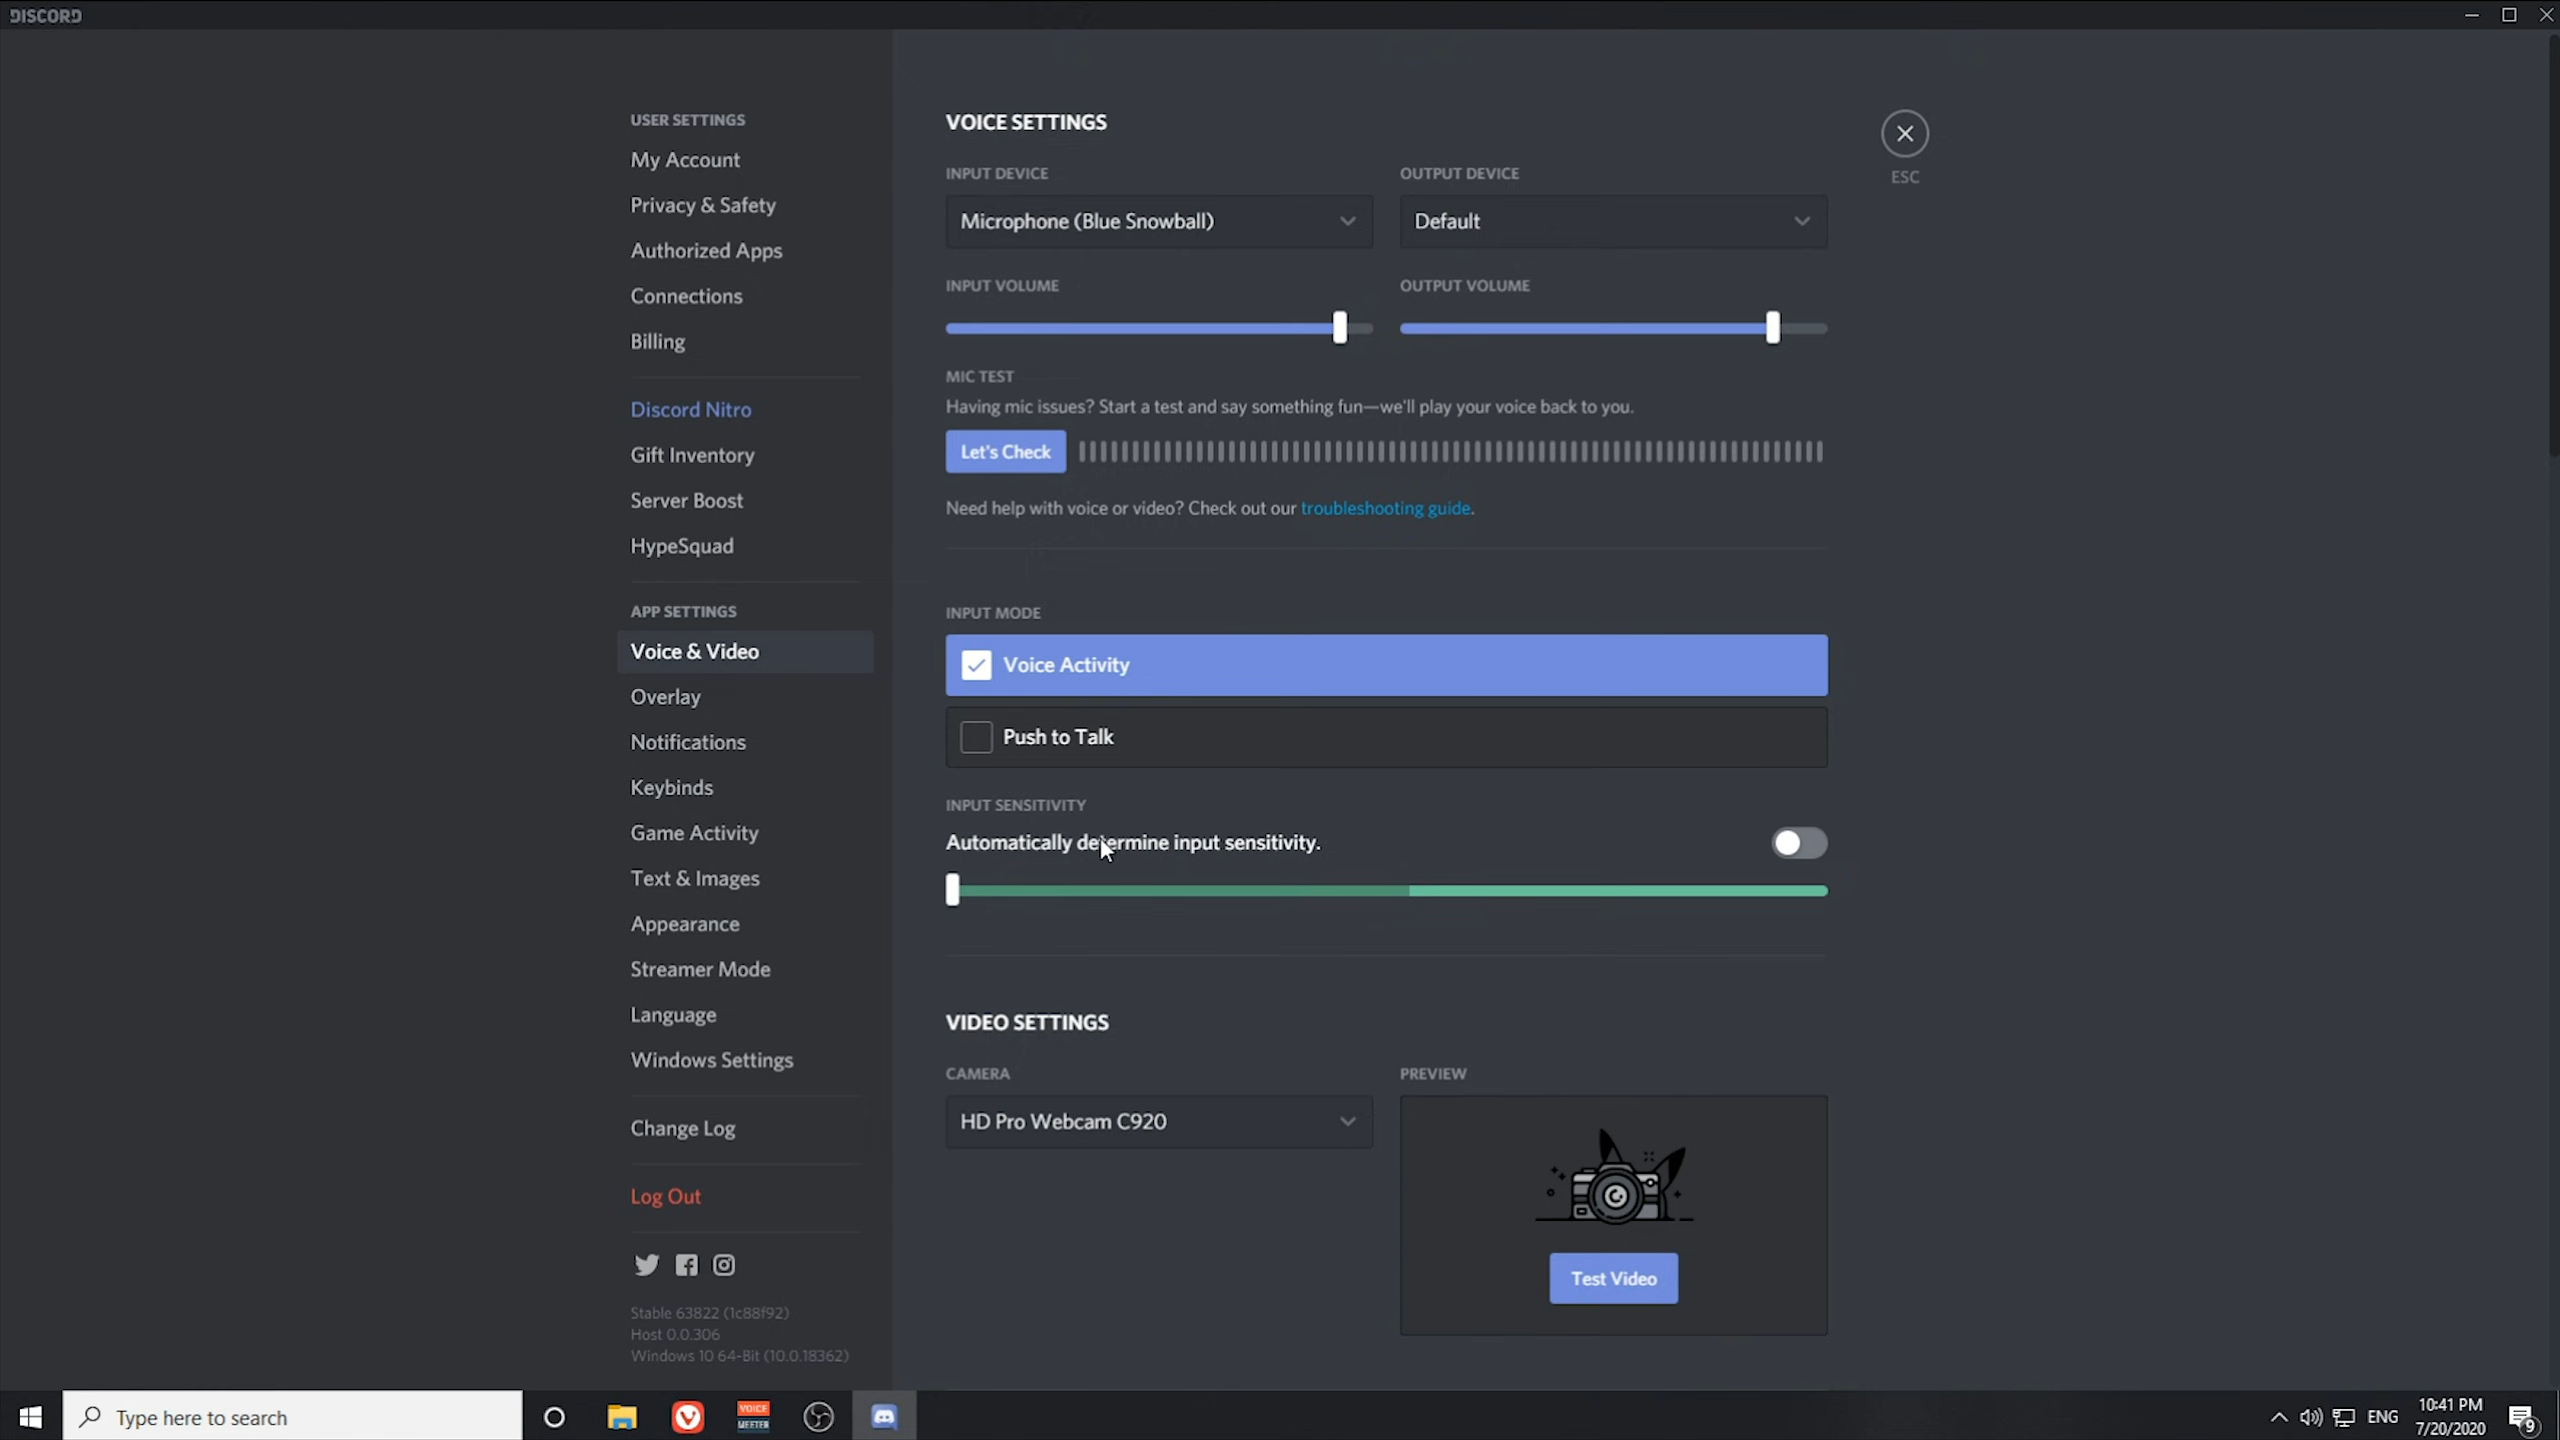 DISCORD
USER SETTINGS
My Account
Privacy & Safety
Authorized Apps
Connections
Billing
Discord Nitro
Gift Inventory
Server Boost
HypeSquad
APP SETTINGS
Voice & Video
Overlay
Notifications
Keybinds
Game Activity
Text & Images
Appearance
Streamer Mode
Language
Windows Settings
Change Log
Log Out
Stable 63822 (1c88f92)
Host 0.0.306
Windows 10 64-Bit (10.0.18362)
VOICE SETTINGS
ESC
INPUT DEVICE
OUTPUT DEVICE
Microphone (Blue Snowball)
Default
INPUT VOLUME
OUTPUT VOLUME
MIC TEST
Having mic issues? Start a test and say something fun—we'll play your voice back to you.
Let's Check
Need help with voice or video? Check out our troubleshooting guide.
INPUT MODE
Voice Activity
Push to Talk
INPUT SENSITIVITY
Automatically determine input sensitivity.
VIDEO SETTINGS
CAMERA
PREVIEW
HD Pro Webcam C920
Test Video
Type here to search
VOICE
MEETER
ENG
10:41 PM
7/20/2020
9